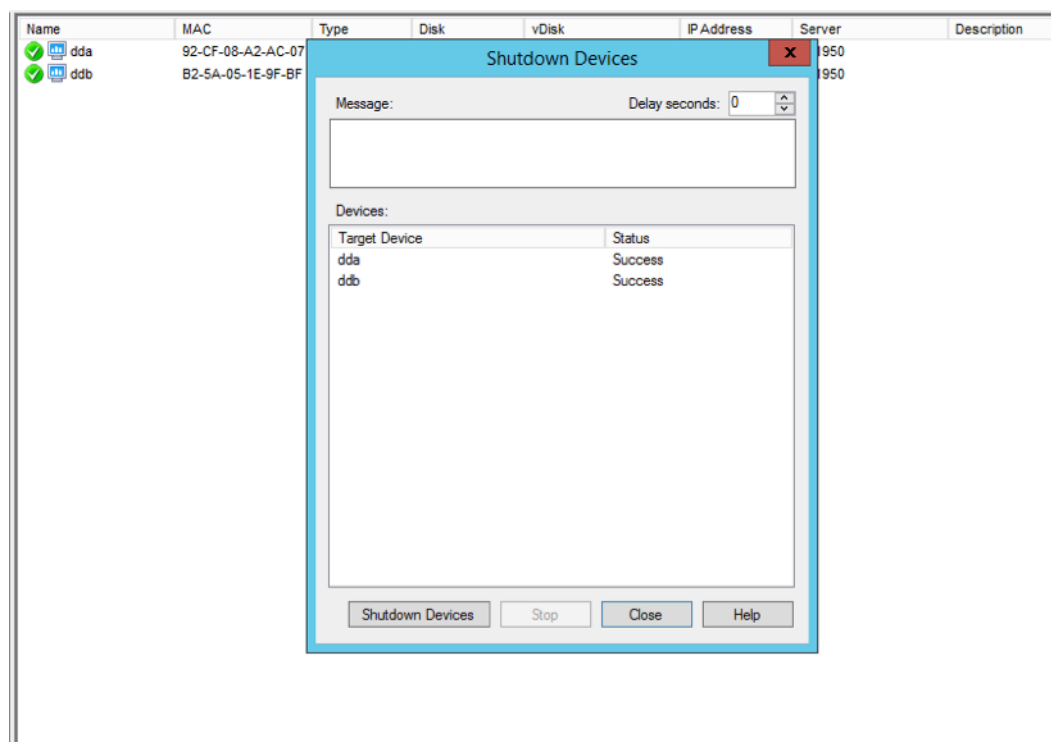 Name MAC Type Disk vDisk IP Address Server Description
dda 92-CF-08-A2-AC-07 1950
ddb B2-5A-05-1E-9F-BF 1950
Shutdown Devices
Message: Delay seconds: 0
Devices:
Target Device Status
dda Success
ddb Success
Shutdown Devices Stop Close Help